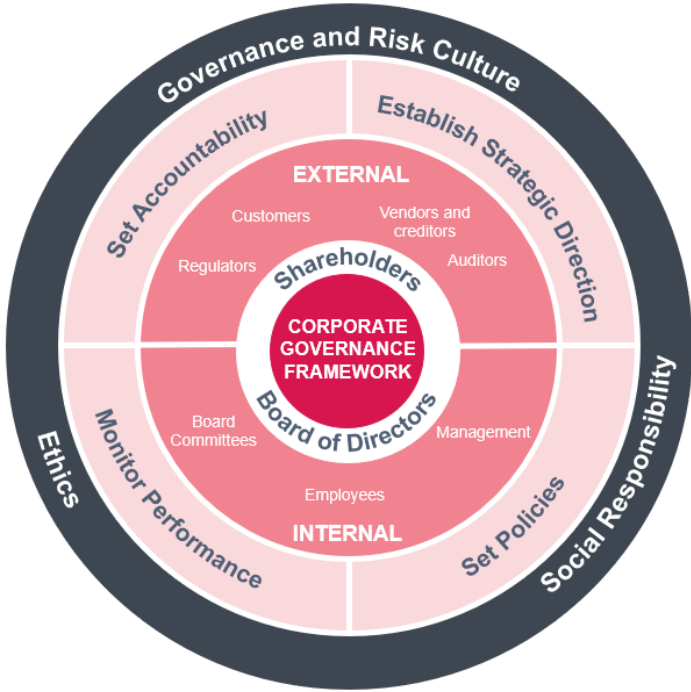 Governance and Risk Culture
Set Accountability
Establish Strategic Direction
EXTERNAL
Customers
Vendors and
creditors
Regulators
Auditors
Shareholders
CORPORATE
GOVERNANCE
FRAMEWORK
Board of Directors
Board
Committees
Management
Employees
INTERNAL
Monitor Performance
Set Policies
Ethics
Social Responsibility